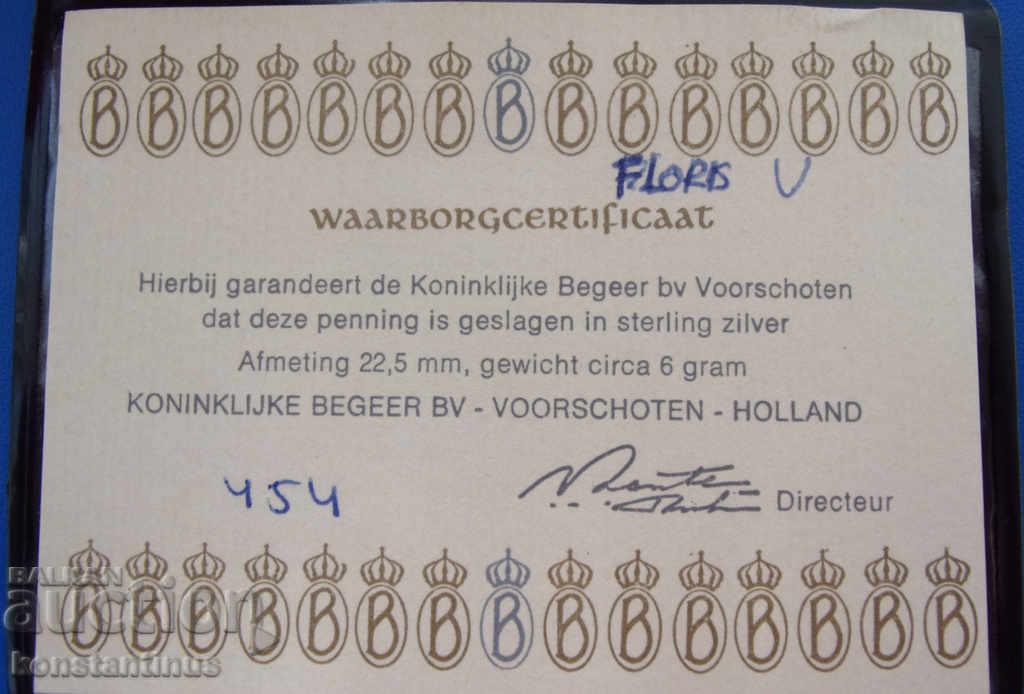 B B B B B B B B B B B B B B B
FLORIS V
WAARBORGCERTIFICAAT
Hierbij garandeert de Koninklijke Begeer bv Voorschoten
dat deze penning is geslagen in sterling zilver
Afmeting 22,5 mm, gewicht circa 6 gram
KONINKLIJKE BEGEER BV - VOORSCHOTEN - HOLLAND
454
Directeur
B B B B B B B B B B B B B B B
BALKAN
auction
konstantinus